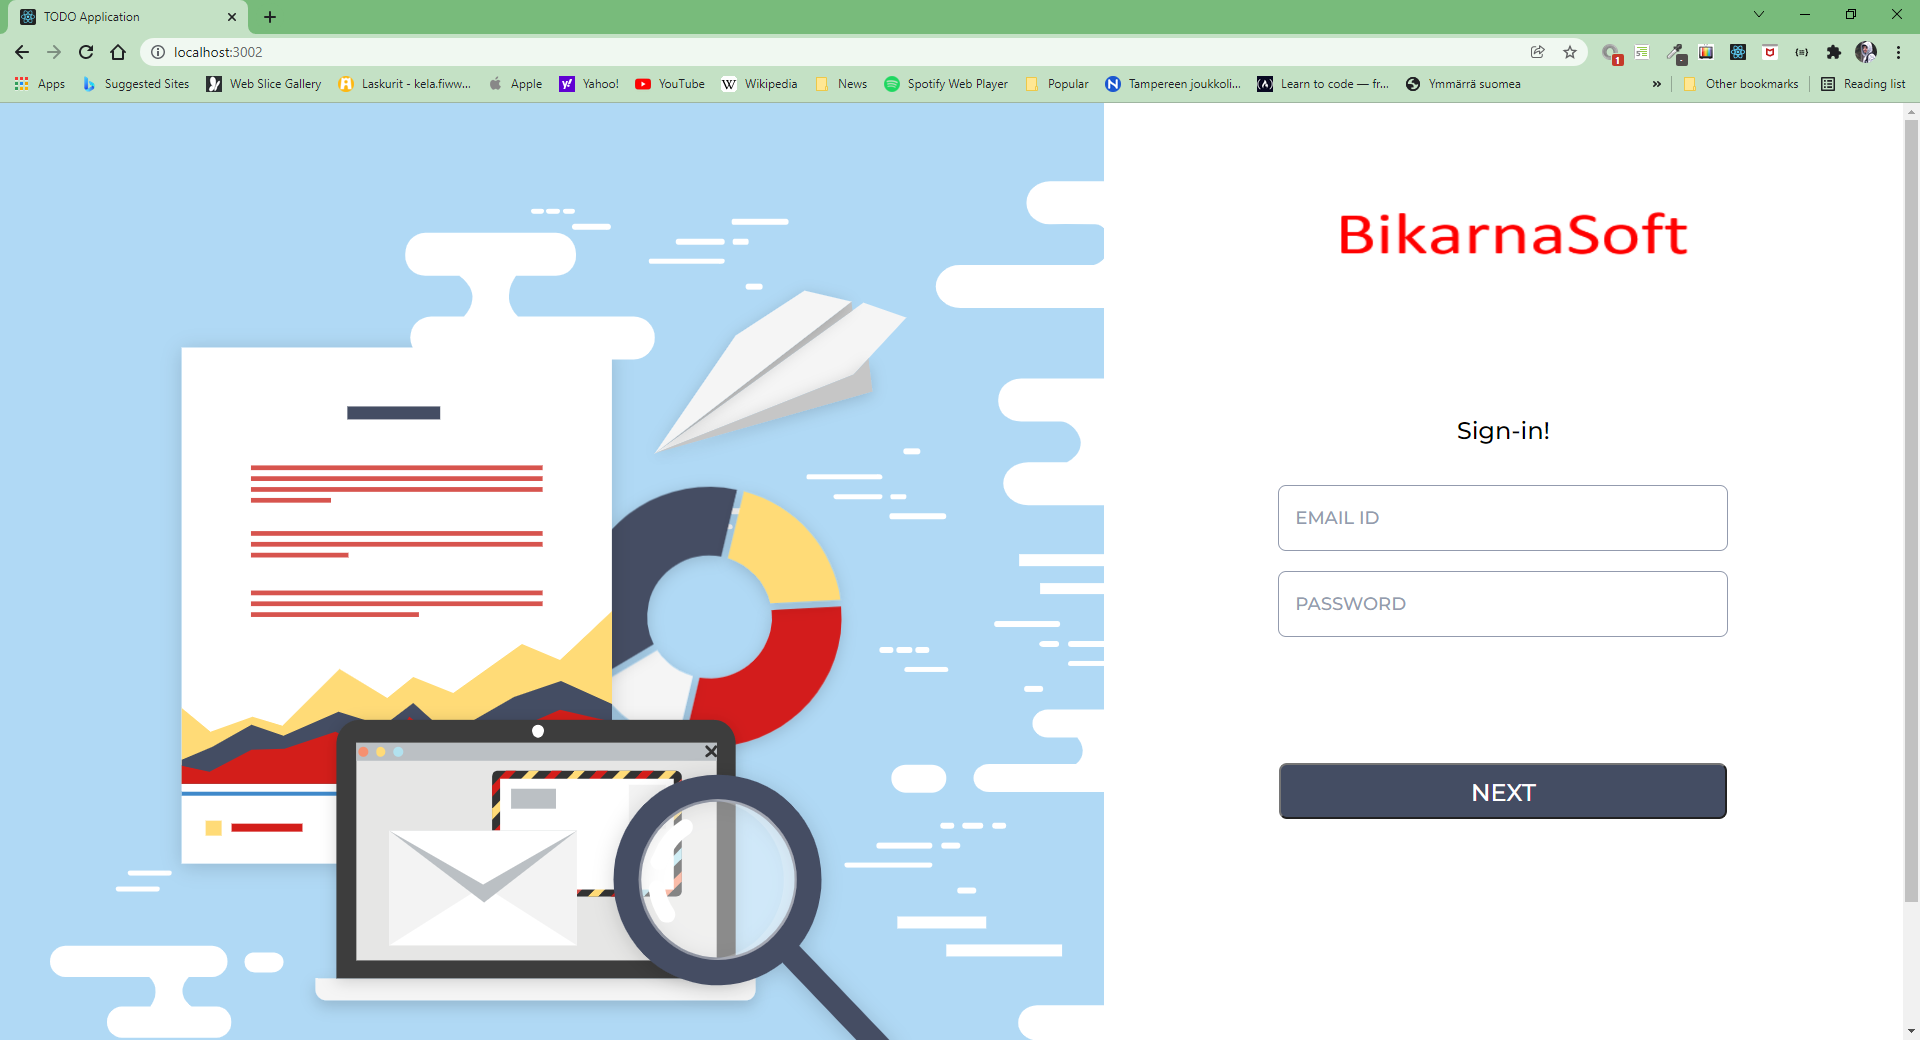 TODO Application
localhost:3002
1
Apps
Suggested Sites
Web Slice Gallery
Laskurit - kela.fiww...
Apple
Yahoo!
YouTube
W Wikipedia
News
Spotify Web Player
Popular
N Tampereen joukkoli...
Learn to code — fr...
Ymmärrä suomea
»
Other bookmarks
Reading list
BikarnaSoft
Sign-in!
EMAIL ID
PASSWORD
NEXT